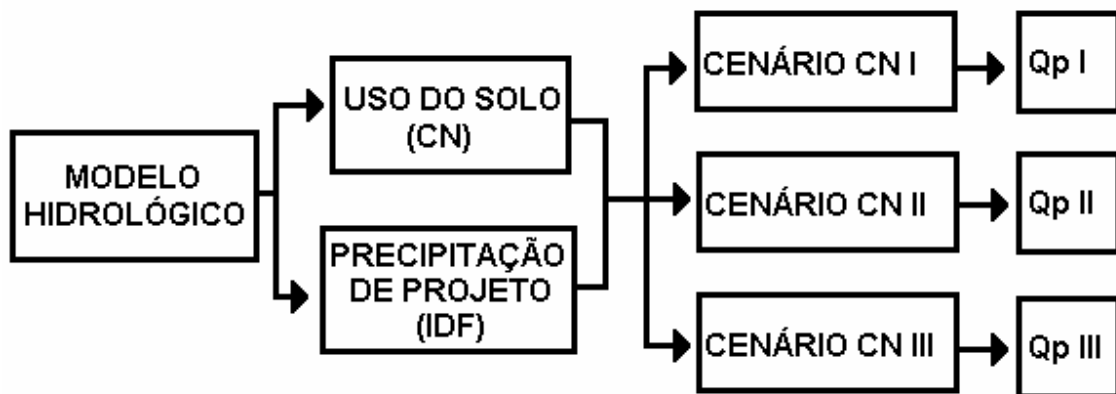 MODELO
HIDROLÓGICO
USO DO SOLO
(CN)
PRECIPITAÇÃO
DE PROJETO
(IDF)
CENÁRIO CN I
Qp I
CENÁRIO CN II
Qp II
CENÁRIO CN III
Qp III